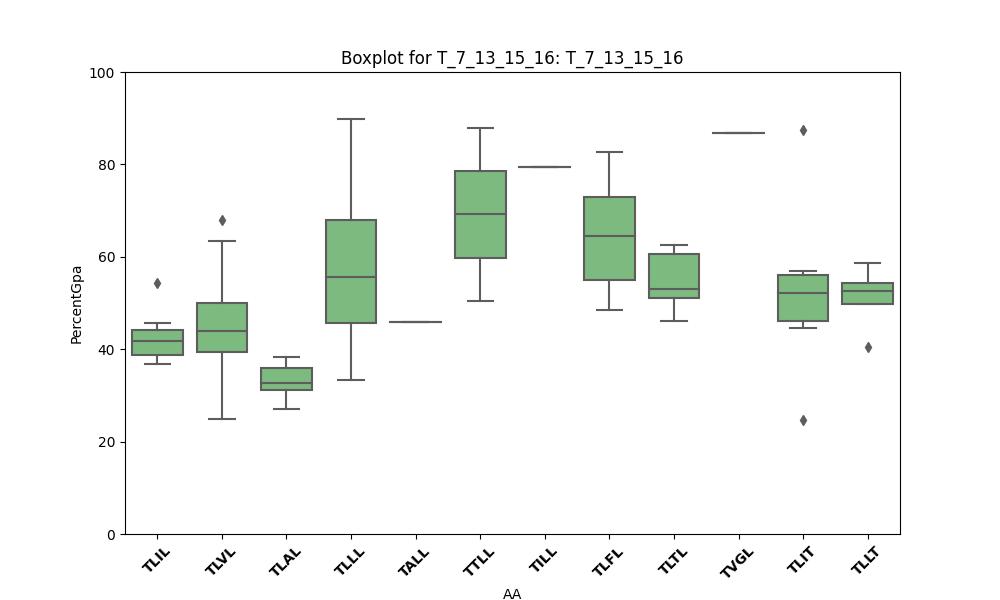 Boxplot for T_7_13_15_16: T_7_13_15_16
PercentGpa
100
80
60
40
20
0
TLIL TLVL TLAL TLLL TALL TTLL TILL TLFL TLTL TVGL TLIT TLLT
AA